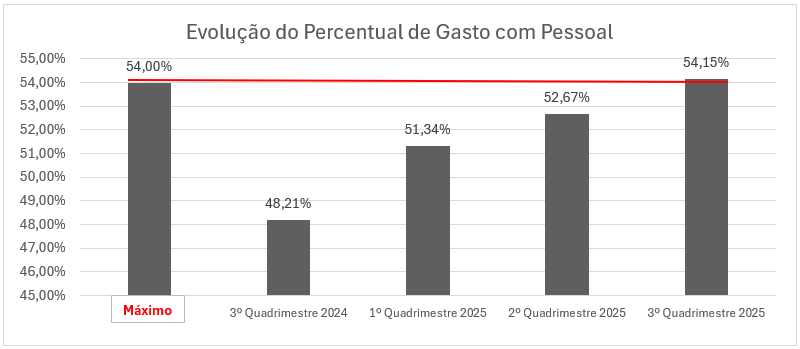 Evolução do Percentual de Gasto com Pessoal
55,00%
54,00%
53,00%
52,00%
51,00%
50,00%
49,00%
48,00%
47,00%
46,00%
45,00%
54,00%
48,21%
51,34%
52,67%
54,15%
Máximo
3º Quadrimestre 2024
1º Quadrimestre 2025
2º Quadrimestre 2025
3º Quadrimestre 2025